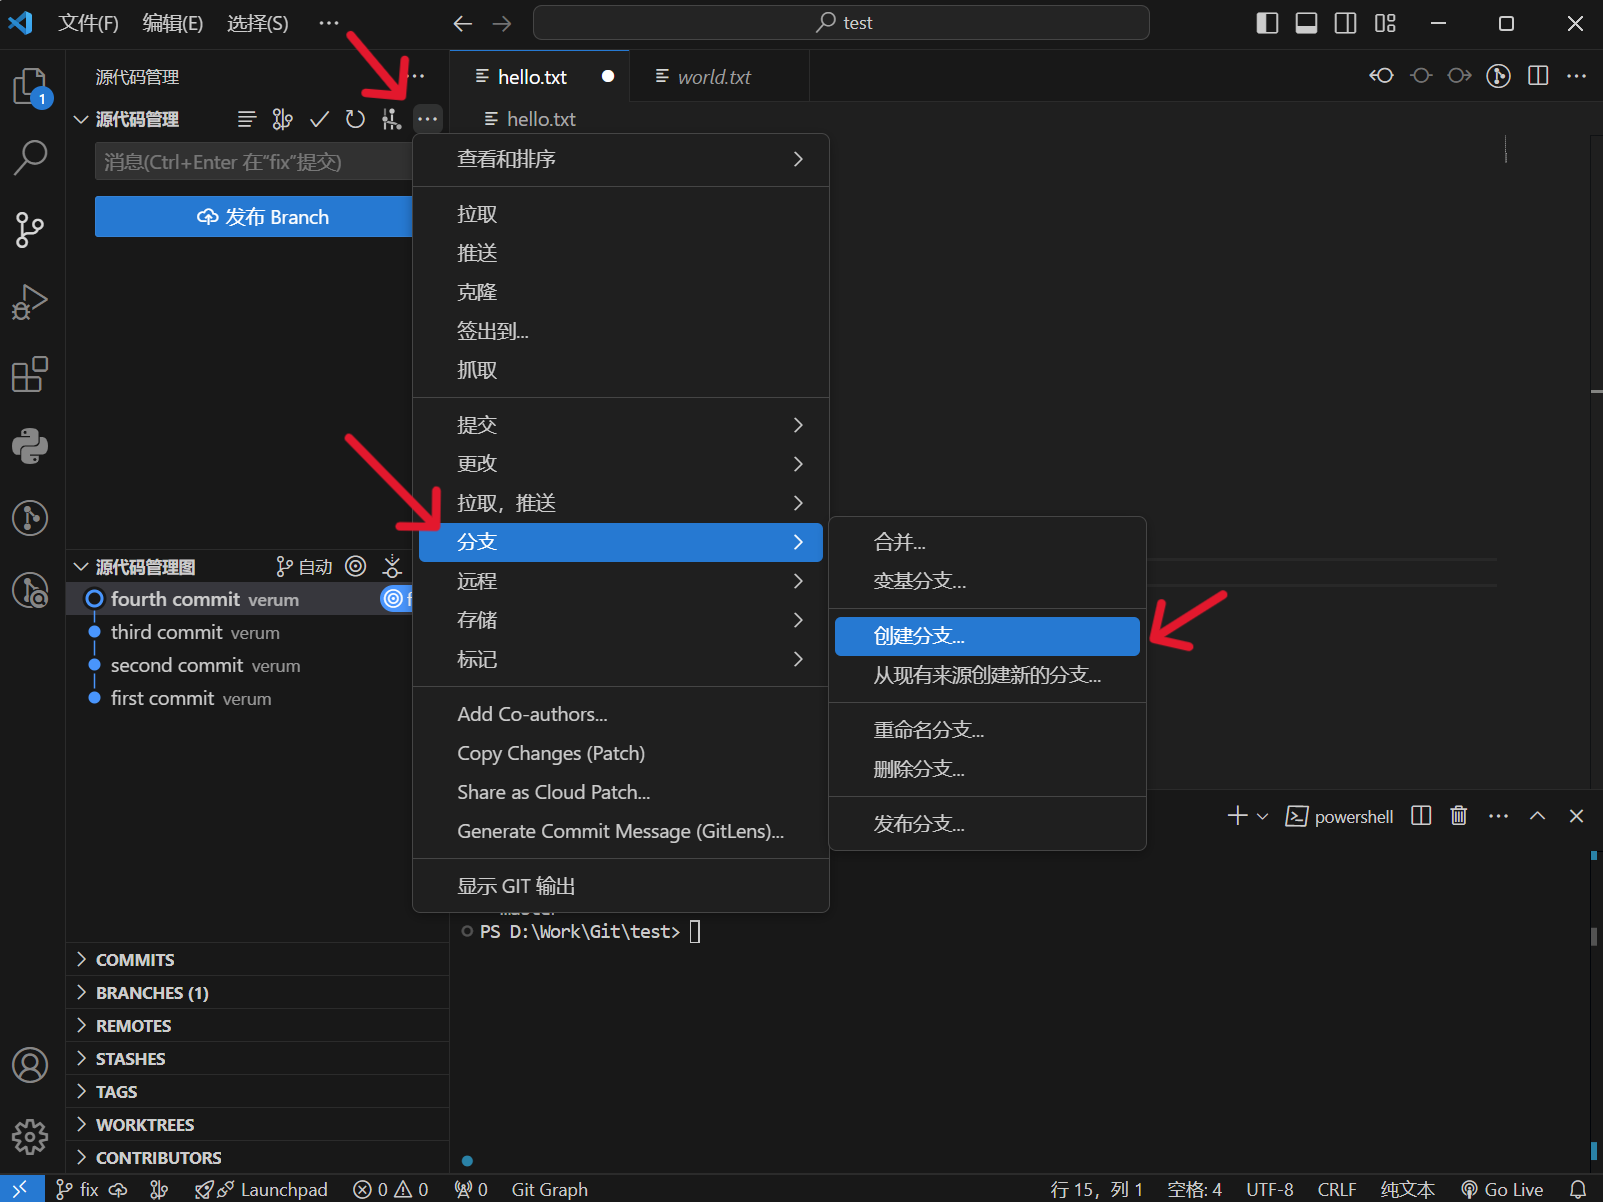 文件(F) 编辑(E) 选择(S) ··· test
源代码管理 ···
hello.txt world.txt
源代码管理
hello.txt
消息(Ctrl+Enter 在“fix”提交)
发布 Branch
查看和排序
拉取
推送
克隆
签出到...
抓取
提交
更改
拉取，推送
分支
远程
存储
标记
Add Co-authors...
Copy Changes (Patch)
Share as Cloud Patch...
Generate Commit Message (GitLens)...
显示 GIT 输出
合并...
变基分支...
创建分支...
从现有来源创建新的分支...
重命名分支...
删除分支...
发布分支...
源代码管理图 自动
fourth commit verum
third commit verum
second commit verum
first commit verum
powershell
PS D:\Work\Git\test>
COMMITS
BRANCHES (1)
REMOTES
STASHES
TAGS
WORKTREES
CONTRIBUTORS
1
fix Launchpad 0 0 0 Git Graph 行 15，列 1 空格: 4 UTF-8 CRLF 纯文本 Go Live